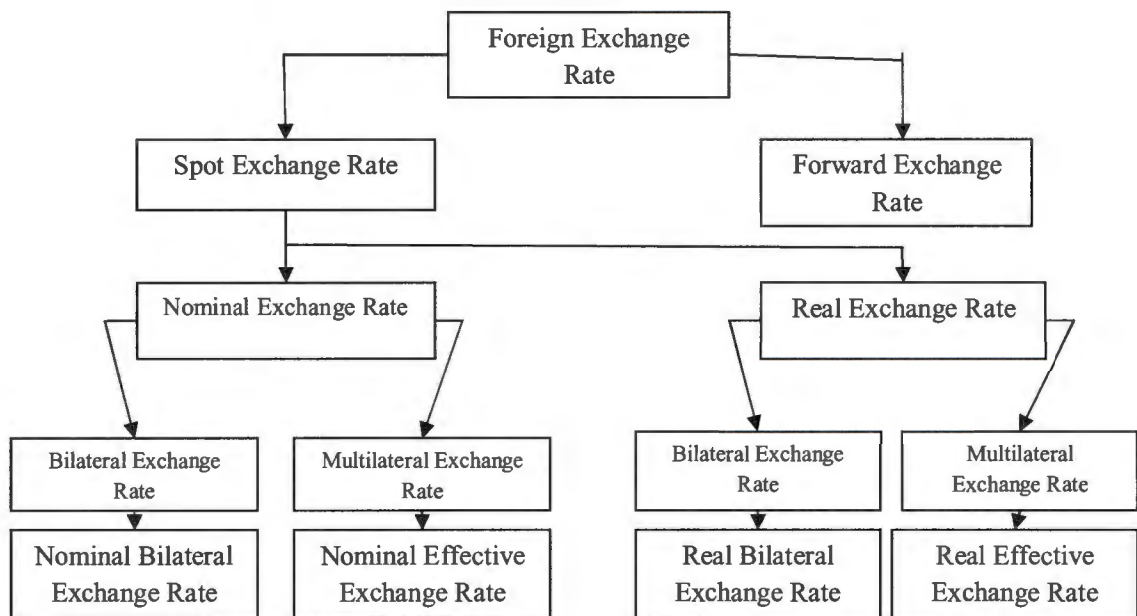 Foreign Exchange
Rate
Spot Exchange Rate
Forward Exchange
Rate
Nominal Exchange Rate
Real Exchange Rate
Bilateral Exchange
Rate
Multilateral Exchange
Rate
Bilateral Exchange
Rate
Multilateral
Exchange Rate
Nominal Bilateral
Exchange Rate
Nominal Effective
Exchange Rate
Real Bilateral
Exchange Rate
Real Effective
Exchange Rate